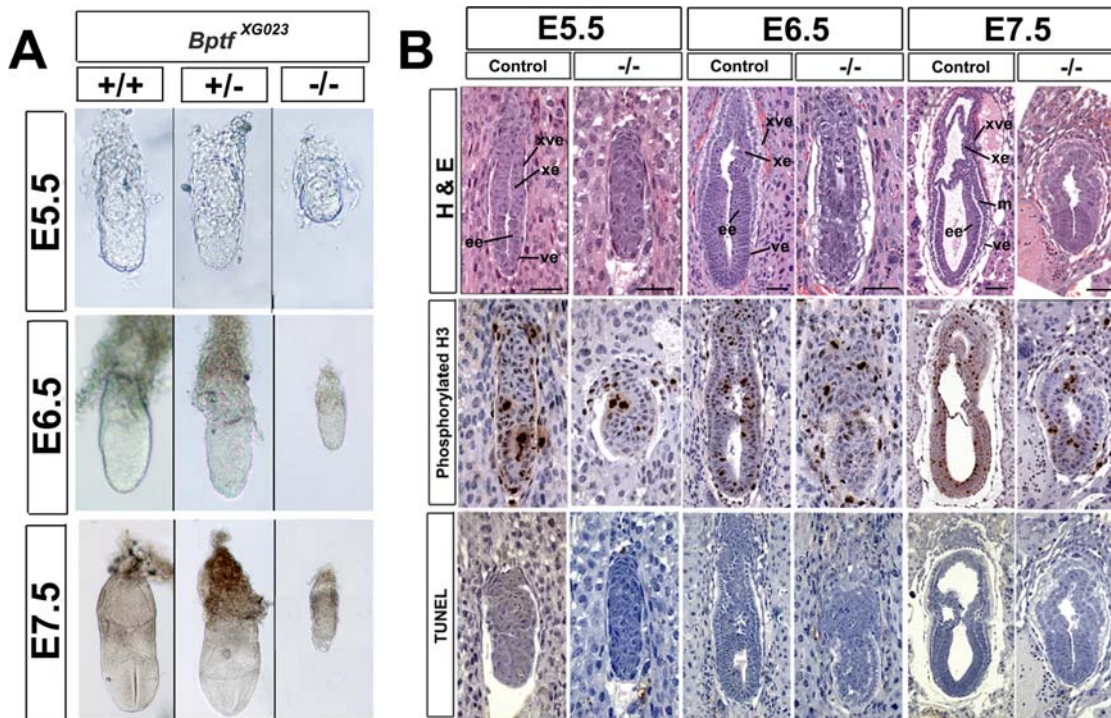 A
Bptf XG023
+/+
+/-
-/-
E5.5
E6.5
E7.5
B
E5.5
E6.5
E7.5
Control
-/-
Control
-/-
Control
-/-
H & E
xve
xe
ee
ve
xve
xe
ee
ve
xve
xe
m
ee
ve
Phosphorylated H3
TUNEL